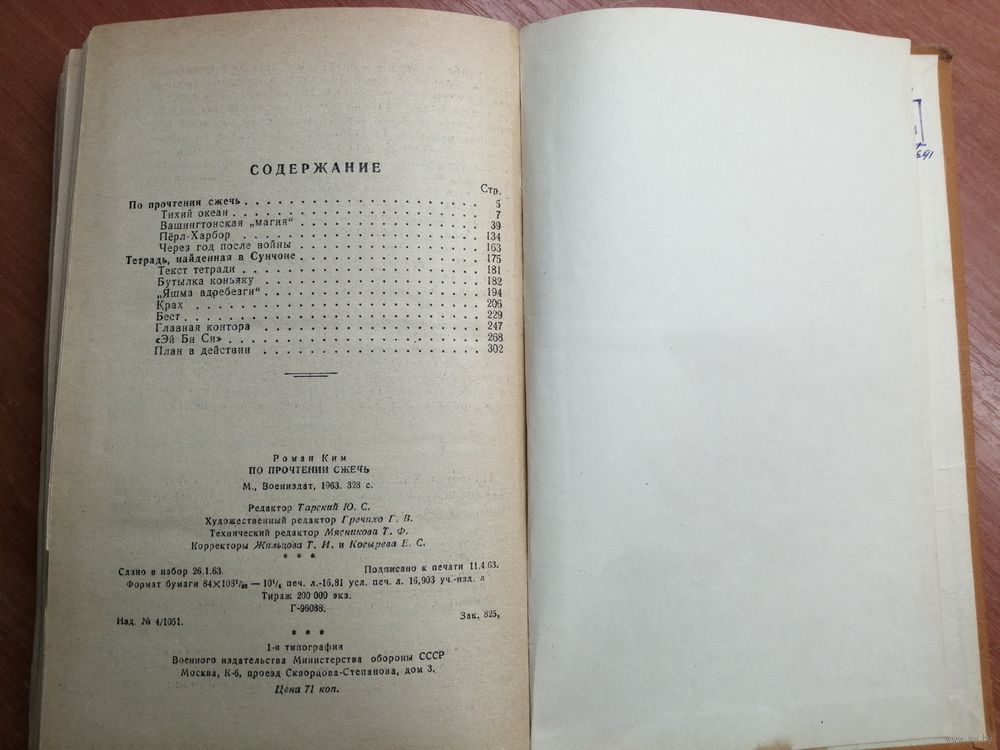 СОДЕРЖАНИЕ
Стр.
По прочтении сжечь . . . . . . . . . . . . . . . . . . . . 5
Тихий океан . . . . . . . . . . . . . . . . . . . . 7
Вашингтонская „магия“ . . . . . . . . . . . . . . . 39
Пёрл-Харбор . . . . . . . . . . . . . . . . . . . 134
Через год после войны . . . . . . . . . . . . . . . 163
Тетрадь, найденная в Сунчоне . . . . . . . . . . . . . . . 175
Текст тетради . . . . . . . . . . . . . . . . . . . 181
Бутылка коньяку . . . . . . . . . . . . . . . . . . 182
„Яшма вдребезги“ . . . . . . . . . . . . . . . . . 194
Крах . . . . . . . . . . . . . . . . . . . . . . 206
Бест . . . . . . . . . . . . . . . . . . . . . . . 229
Главная контора . . . . . . . . . . . . . . . . . . 247
«Эй Би Си» . . . . . . . . . . . . . . . . . . . . 268
План в действии . . . . . . . . . . . . . . . . . 302
Роман Ким
ПО ПРОЧТЕНИИ СЖЕЧЬ
М., Воениздат, 1963. 328 с.
Редактор Тарский Ю. С.
Художественный редактор Гречихо Г. В.
Технический редактор Мясникова Т. Ф.
Корректоры Жильцова Т. И. и Косырева Е. С.
* * *
Сдано в набор 26.1.63. Подписано к печати 11.4.63.
Формат бумаги 84×108¹/₃₂ — 10¹/₄ печ. л.-16,81 усл. печ. л. 16,903 уч.-изд. л
Тираж 200 000 экз.
Г-96088.
Изд. № 4/1051. Зак. 825.
* * *
1-я типография
Военного издательства Министерства обороны СССР
Москва, К-6, проезд Скворцова-Степанова, дом 3.
Цена 71 коп.